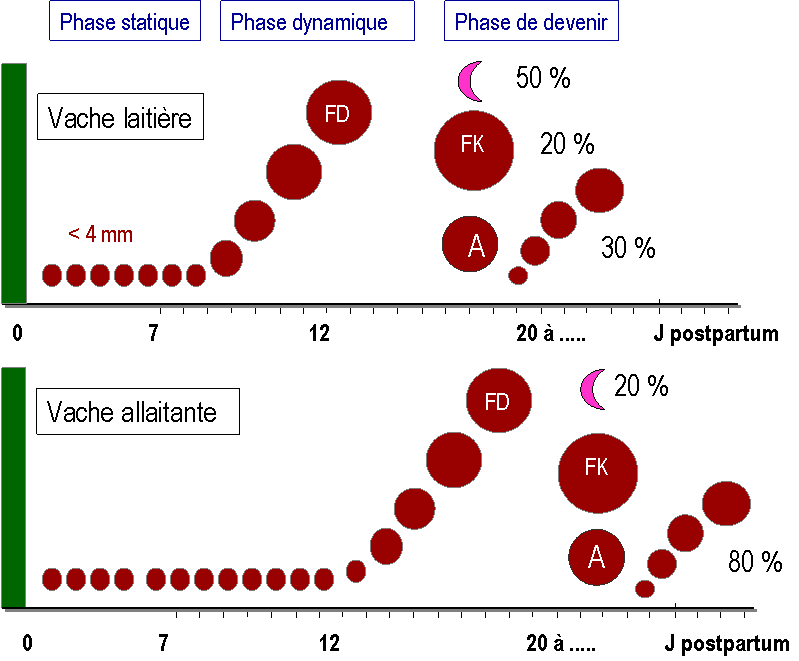 Phase statique
Phase dynamique
Phase de devenir
50 %
Vache laitière
FD
FK
20 %
< 4 mm
A
30 %
0 7 12 20 à ..... J postpartum
Vache allaitante
FD
20 %
FK
A
80 %
0 7 12 20 à ..... J postpartum